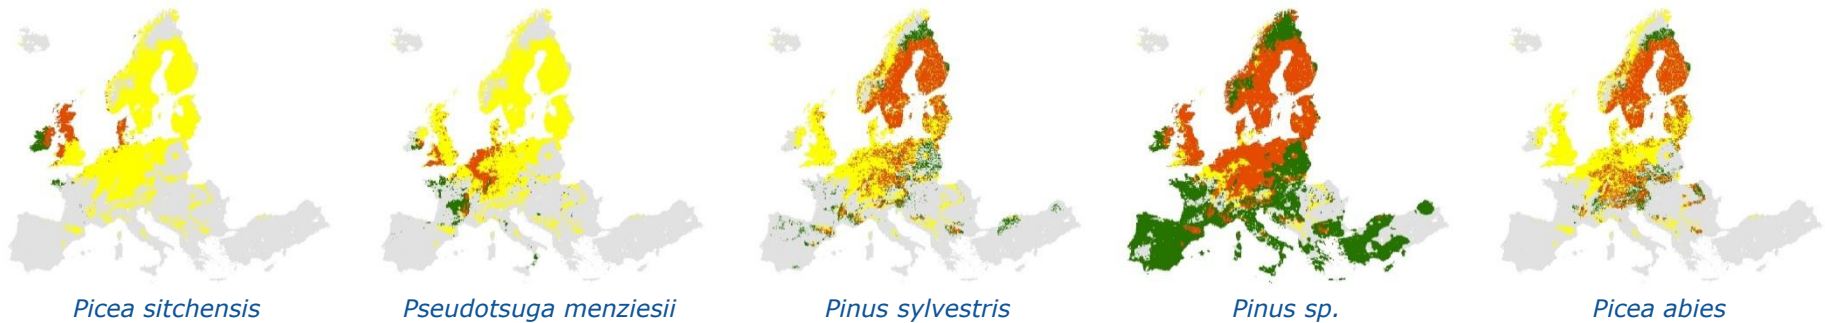 Picea sitchensis
Pseudotsuga menziesii
Pinus sylvestris
Pinus sp.
Picea abies